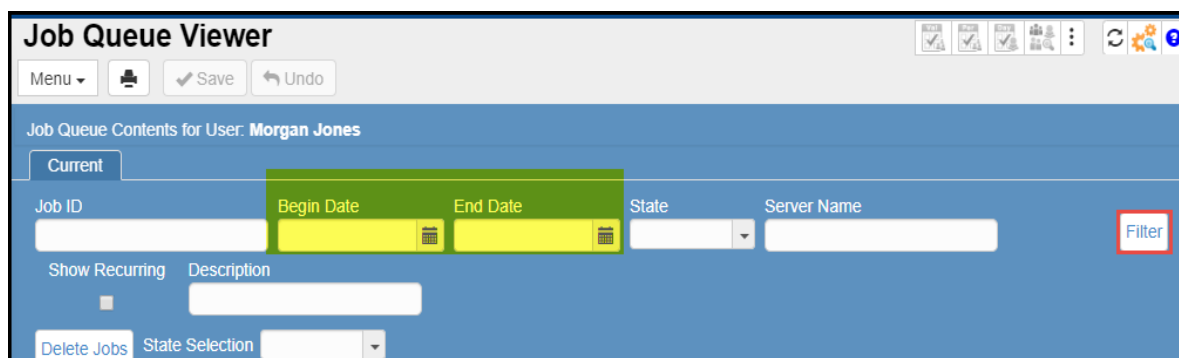 Job Queue Viewer
Menu Save Undo
Job Queue Contents for User: Morgan Jones
Current
Job ID Begin Date End Date State Server Name
Filter
Show Recurring Description
Delete Jobs State Selection